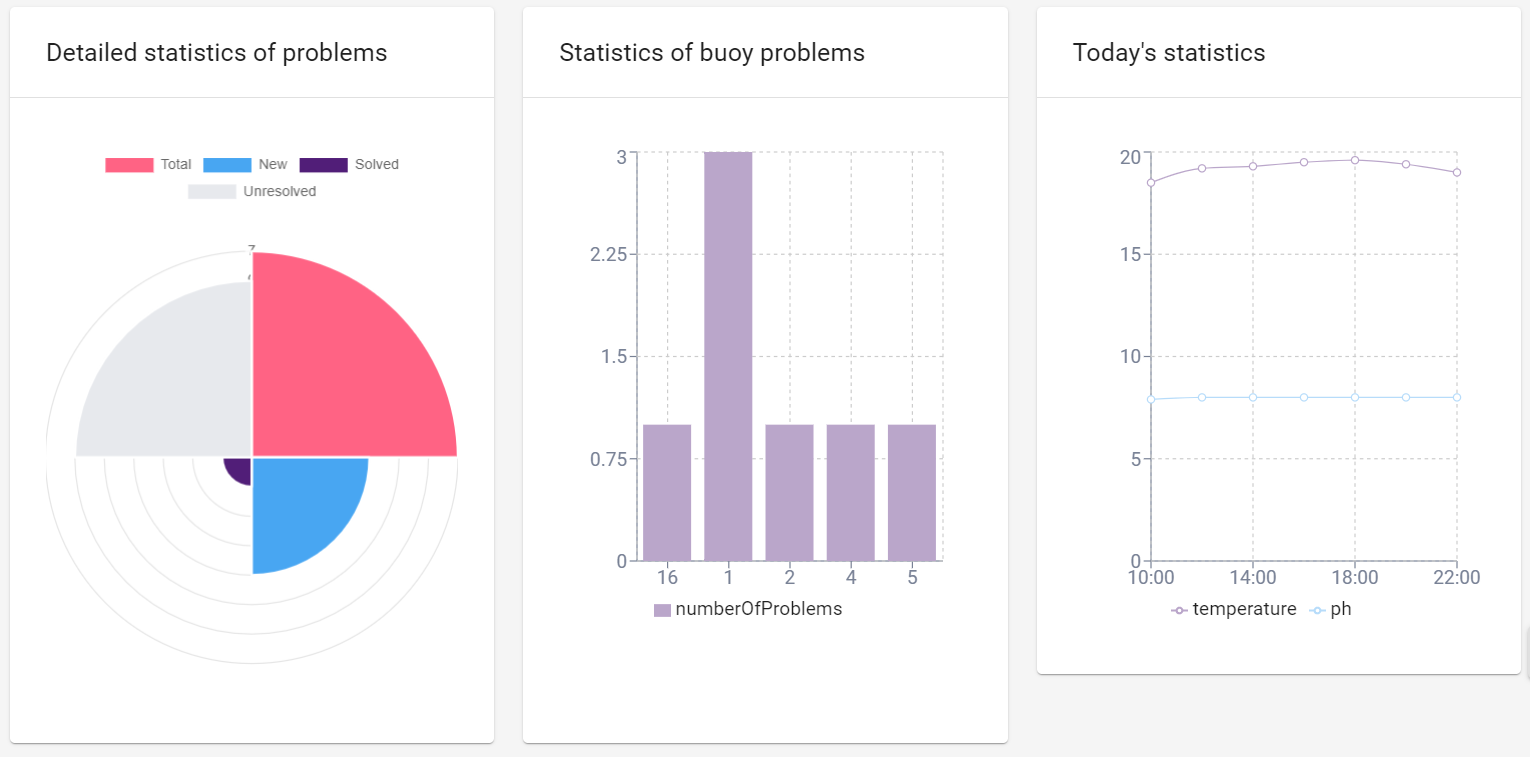 Detailed statistics of problems
Total New Solved
Unresolved
7
Statistics of buoy problems
3
2.25
1.5
0.75
0
16 1 2 4 5
numberOfProblems
Today's statistics
20
15
10
5
0
10:00 14:00 18:00 22:00
temperature ph